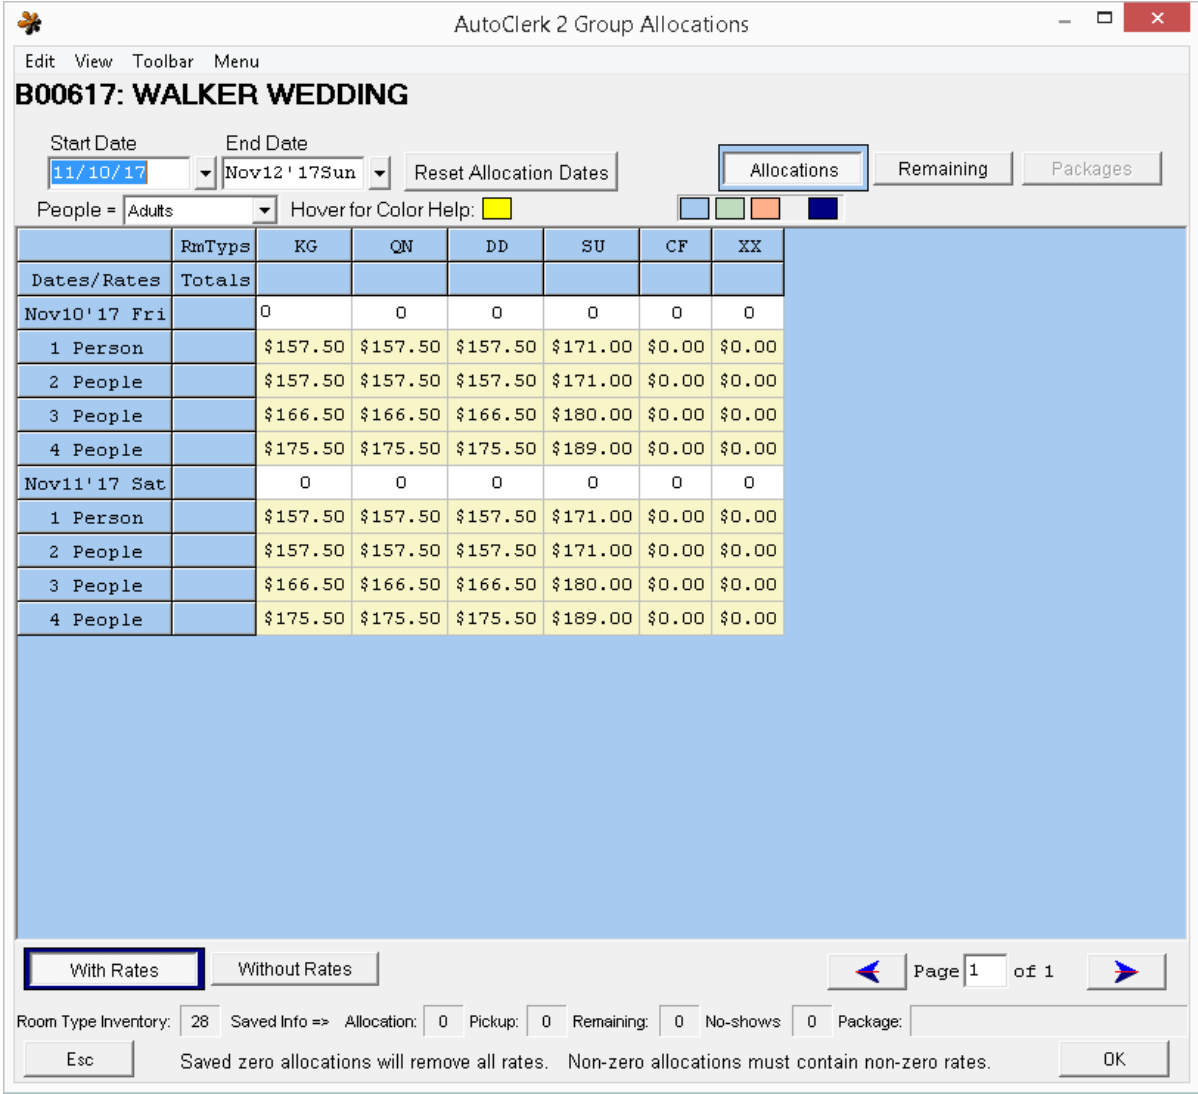 AutoClerk 2 Group Allocations
Edit View Toolbar Menu
B00617: WALKER WEDDING
Start Date End Date
11/10/17 Nov12'17Sun Reset Allocation Dates Allocations Remaining Packages
People = Adults Hover for Color Help:
RmTyps KG QN DD SU CF XX
Dates/Rates Totals
Nov10'17 Fri 0 0 0 0 0 0
1 Person $157.50 $157.50 $157.50 $171.00 $0.00 $0.00
2 People $157.50 $157.50 $157.50 $171.00 $0.00 $0.00
3 People $166.50 $166.50 $166.50 $180.00 $0.00 $0.00
4 People $175.50 $175.50 $175.50 $189.00 $0.00 $0.00
Nov11'17 Sat 0 0 0 0 0 0
1 Person $157.50 $157.50 $157.50 $171.00 $0.00 $0.00
2 People $157.50 $157.50 $157.50 $171.00 $0.00 $0.00
3 People $166.50 $166.50 $166.50 $180.00 $0.00 $0.00
4 People $175.50 $175.50 $175.50 $189.00 $0.00 $0.00
With Rates Without Rates Page 1 of 1
Room Type Inventory: 28 Saved Info => Allocation: 0 Pickup: 0 Remaining: 0 No-shows 0 Package:
Esc Saved zero allocations will remove all rates. Non-zero allocations must contain non-zero rates. OK